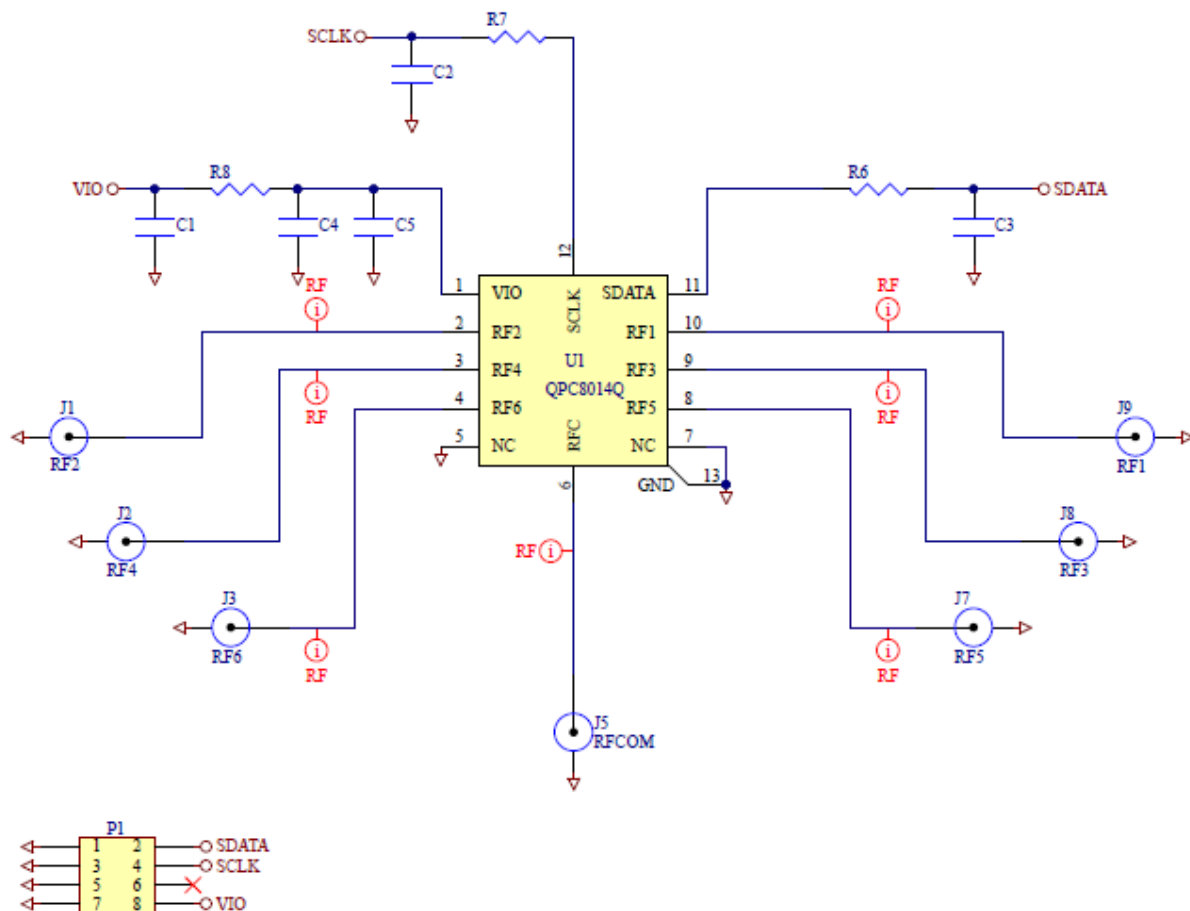 R7
SCLK
C2
R8
R6
VIO
SDATA
C1
C4
C5
C3
12
RF
RF
1
VIO
SDATA
11
SCLK
2
RF2
RF1
10
U1
3
RF4
RF3
9
QPC8014Q
RF
RF
4
RF6
RF5
8
J1
J9
RFC
5
NC
NC
7
RF2
RF1
GND
13
6
J2
J8
RF
RF4
RF3
J3
J7
RF6
RF5
RF
RF
J5
RFCOM
P1
1 2 SDATA
3 4 SCLK
5 6
7 8 VIO